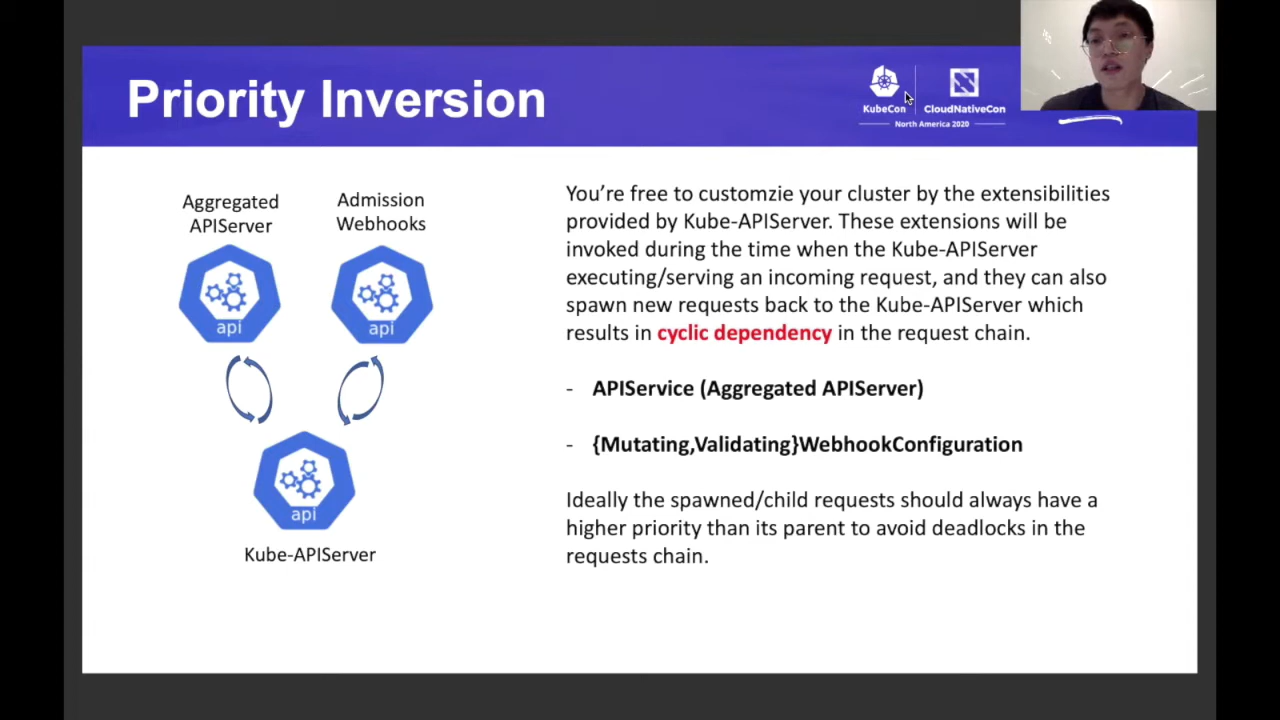 Priority Inversion
KubeCon
CloudNativeCon
North America 2020
Aggregated
APIServer
Admission
Webhooks
api
api
api
Kube-APIServer
You're free to customzie your cluster by the extensibilities
provided by Kube-APIServer. These extensions will be
invoked during the time when the Kube-APIServer
executing/serving an incoming request, and they can also
spawn new requests back to the Kube-APIServer which
results in cyclic dependency in the request chain.
- APIService (Aggregated APIServer)
- {Mutating,Validating}WebhookConfiguration
Ideally the spawned/child requests should always have a
higher priority than its parent to avoid deadlocks in the
requests chain.